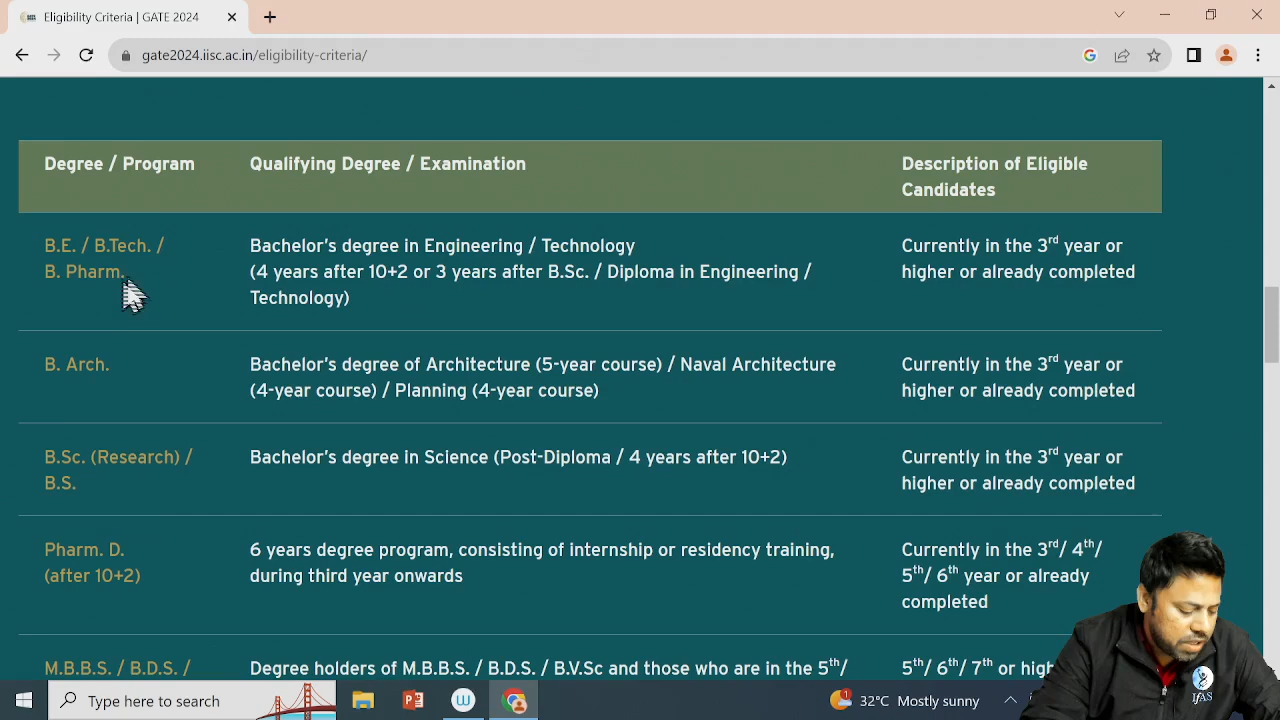 Eligibility Criteria | GATE 2024
gate2024.iisc.ac.in/eligibility-criteria/
Degree / Program
Qualifying Degree / Examination
Description of Eligible
Candidates
B.E. / B.Tech. /
B. Pharm.
Bachelor’s degree in Engineering / Technology
(4 years after 10+2 or 3 years after B.Sc. / Diploma in Engineering /
Technology)
Currently in the 3rd year or
higher or already completed
B. Arch.
Bachelor’s degree of Architecture (5-year course) / Naval Architecture
(4-year course) / Planning (4-year course)
Currently in the 3rd year or
higher or already completed
B.Sc. (Research) /
B.S.
Bachelor’s degree in Science (Post-Diploma / 4 years after 10+2)
Currently in the 3rd year or
higher or already completed
Pharm. D.
(after 10+2)
6 years degree program, consisting of internship or residency training,
during third year onwards
Currently in the 3rd/ 4th/
5th/ 6th year or already
completed
M.B.B.S. / B.D.S. /
Degree holders of M.B.B.S. / B.D.S. / B.V.Sc and those who are in the 5th/
5th/ 6th/ 7th or
Type here to search
32°C Mostly sunny
IFAS